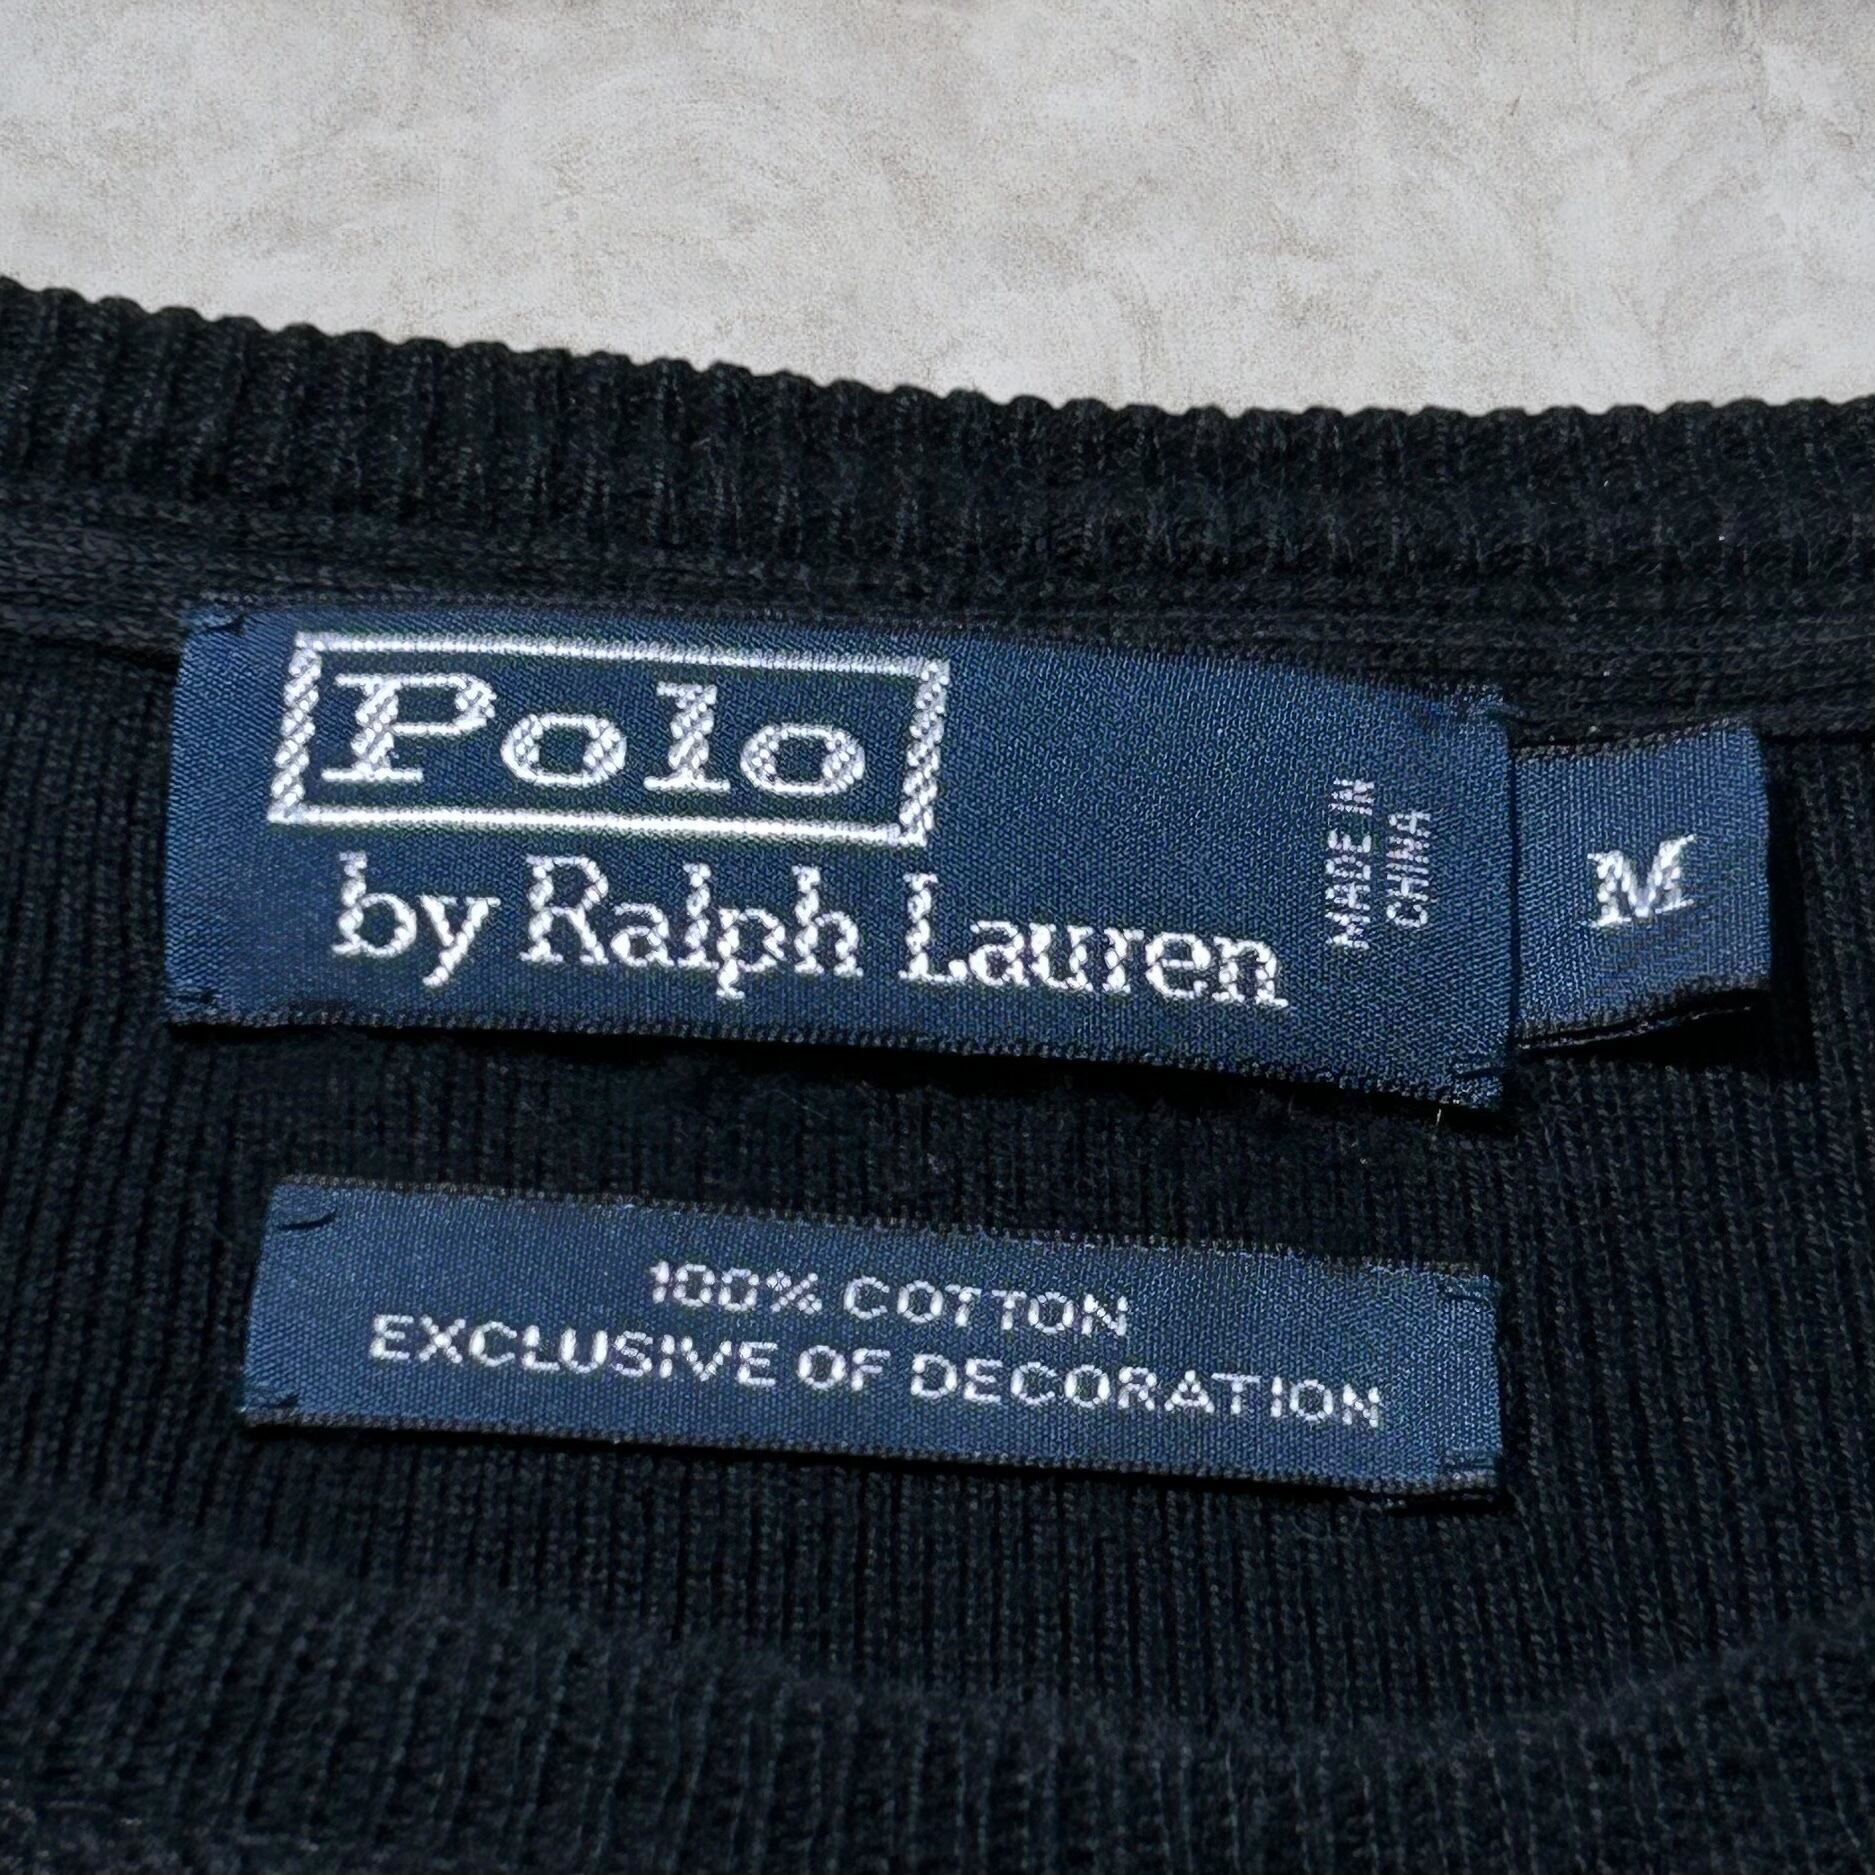 Polo
by Ralph Lauren
MADE IN
CHINA
M
100% COTTON
EXCLUSIVE OF DECORATION